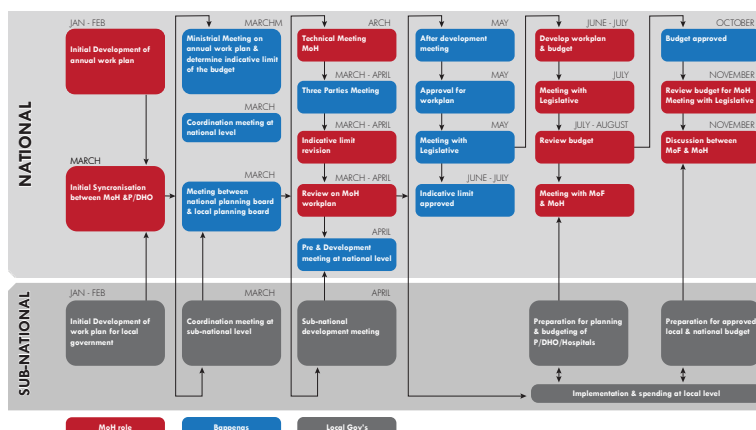 NATIONAL
JAN - FEB
Initial Development of
annual work plan
MARCH
Initial Syncronisation
between MoH &P/DHO
MARCHM
Ministrial Meeting on
annual work plan &
determine indicative limit
of the budget
MARCH
Coordination meeting at
national level
MARCH
Meeting between
national planning board
& local planning board
ARCH
Technical Meeting
MoH
MARCH - APRIL
Three Parties Meeting
MARCH - APRIL
Indicative limit
revision
MARCH - APRIL
Review on MoH
workplan
APRIL
Pre & Development
meeting at national level
MAY
After development
meeting
MAY
Approval for
workplan
MAY
Meeting with
Legislative
JUNE - JULY
Indicative limit
approved
JUNE - JULY
Develop workplan
& budget
JULY
Meeting with
Legislative
JULY - AUGUST
Review budget
Meeting with MoF
& MoH
OCTOBER
Budget approved
NOVEMBER
Review budget for MoH
Meeting with Legislative
NOVEMBER
Discussion between
MoF & MoH
SUB-NATIONAL
JAN - FEB
Initial Development of
work plan for local
government
MARCH
Coordination meeting at
sub-national level
APRIL
Sub-national
development meeting
Preparation for planning
& budgeting of
P/DHO/Hospitals
Preparation for approved
local & national budget
Implementation & spending at local level
MoH role
Bappenas
Local Gov's